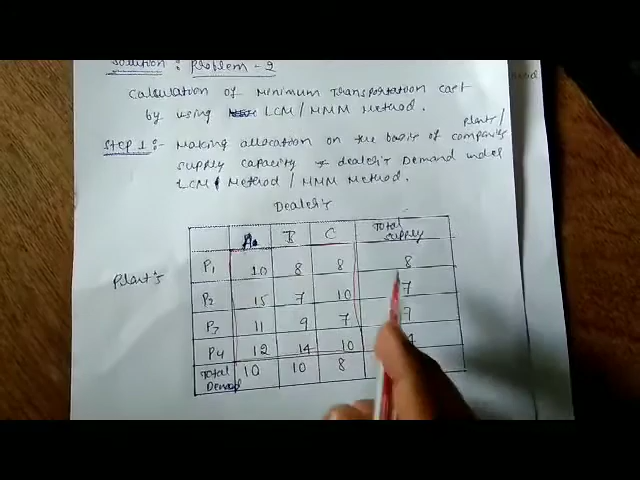 Solution : Problem - 2
Calculation of Minimum Transportation cost
by using LCM / MMM Method.
Plant/
Step 1 :- Making allocation on the basis of company
supply capacity & dealer's Demand under
LCM Method / MMM Method.
Dealer's
A B C Total supply
Plant's
P1 10 8 8 8
P2 15 7 10 7
P3 11 9 7 9
P4 12 14 10 4
Total Demand 10 10 8